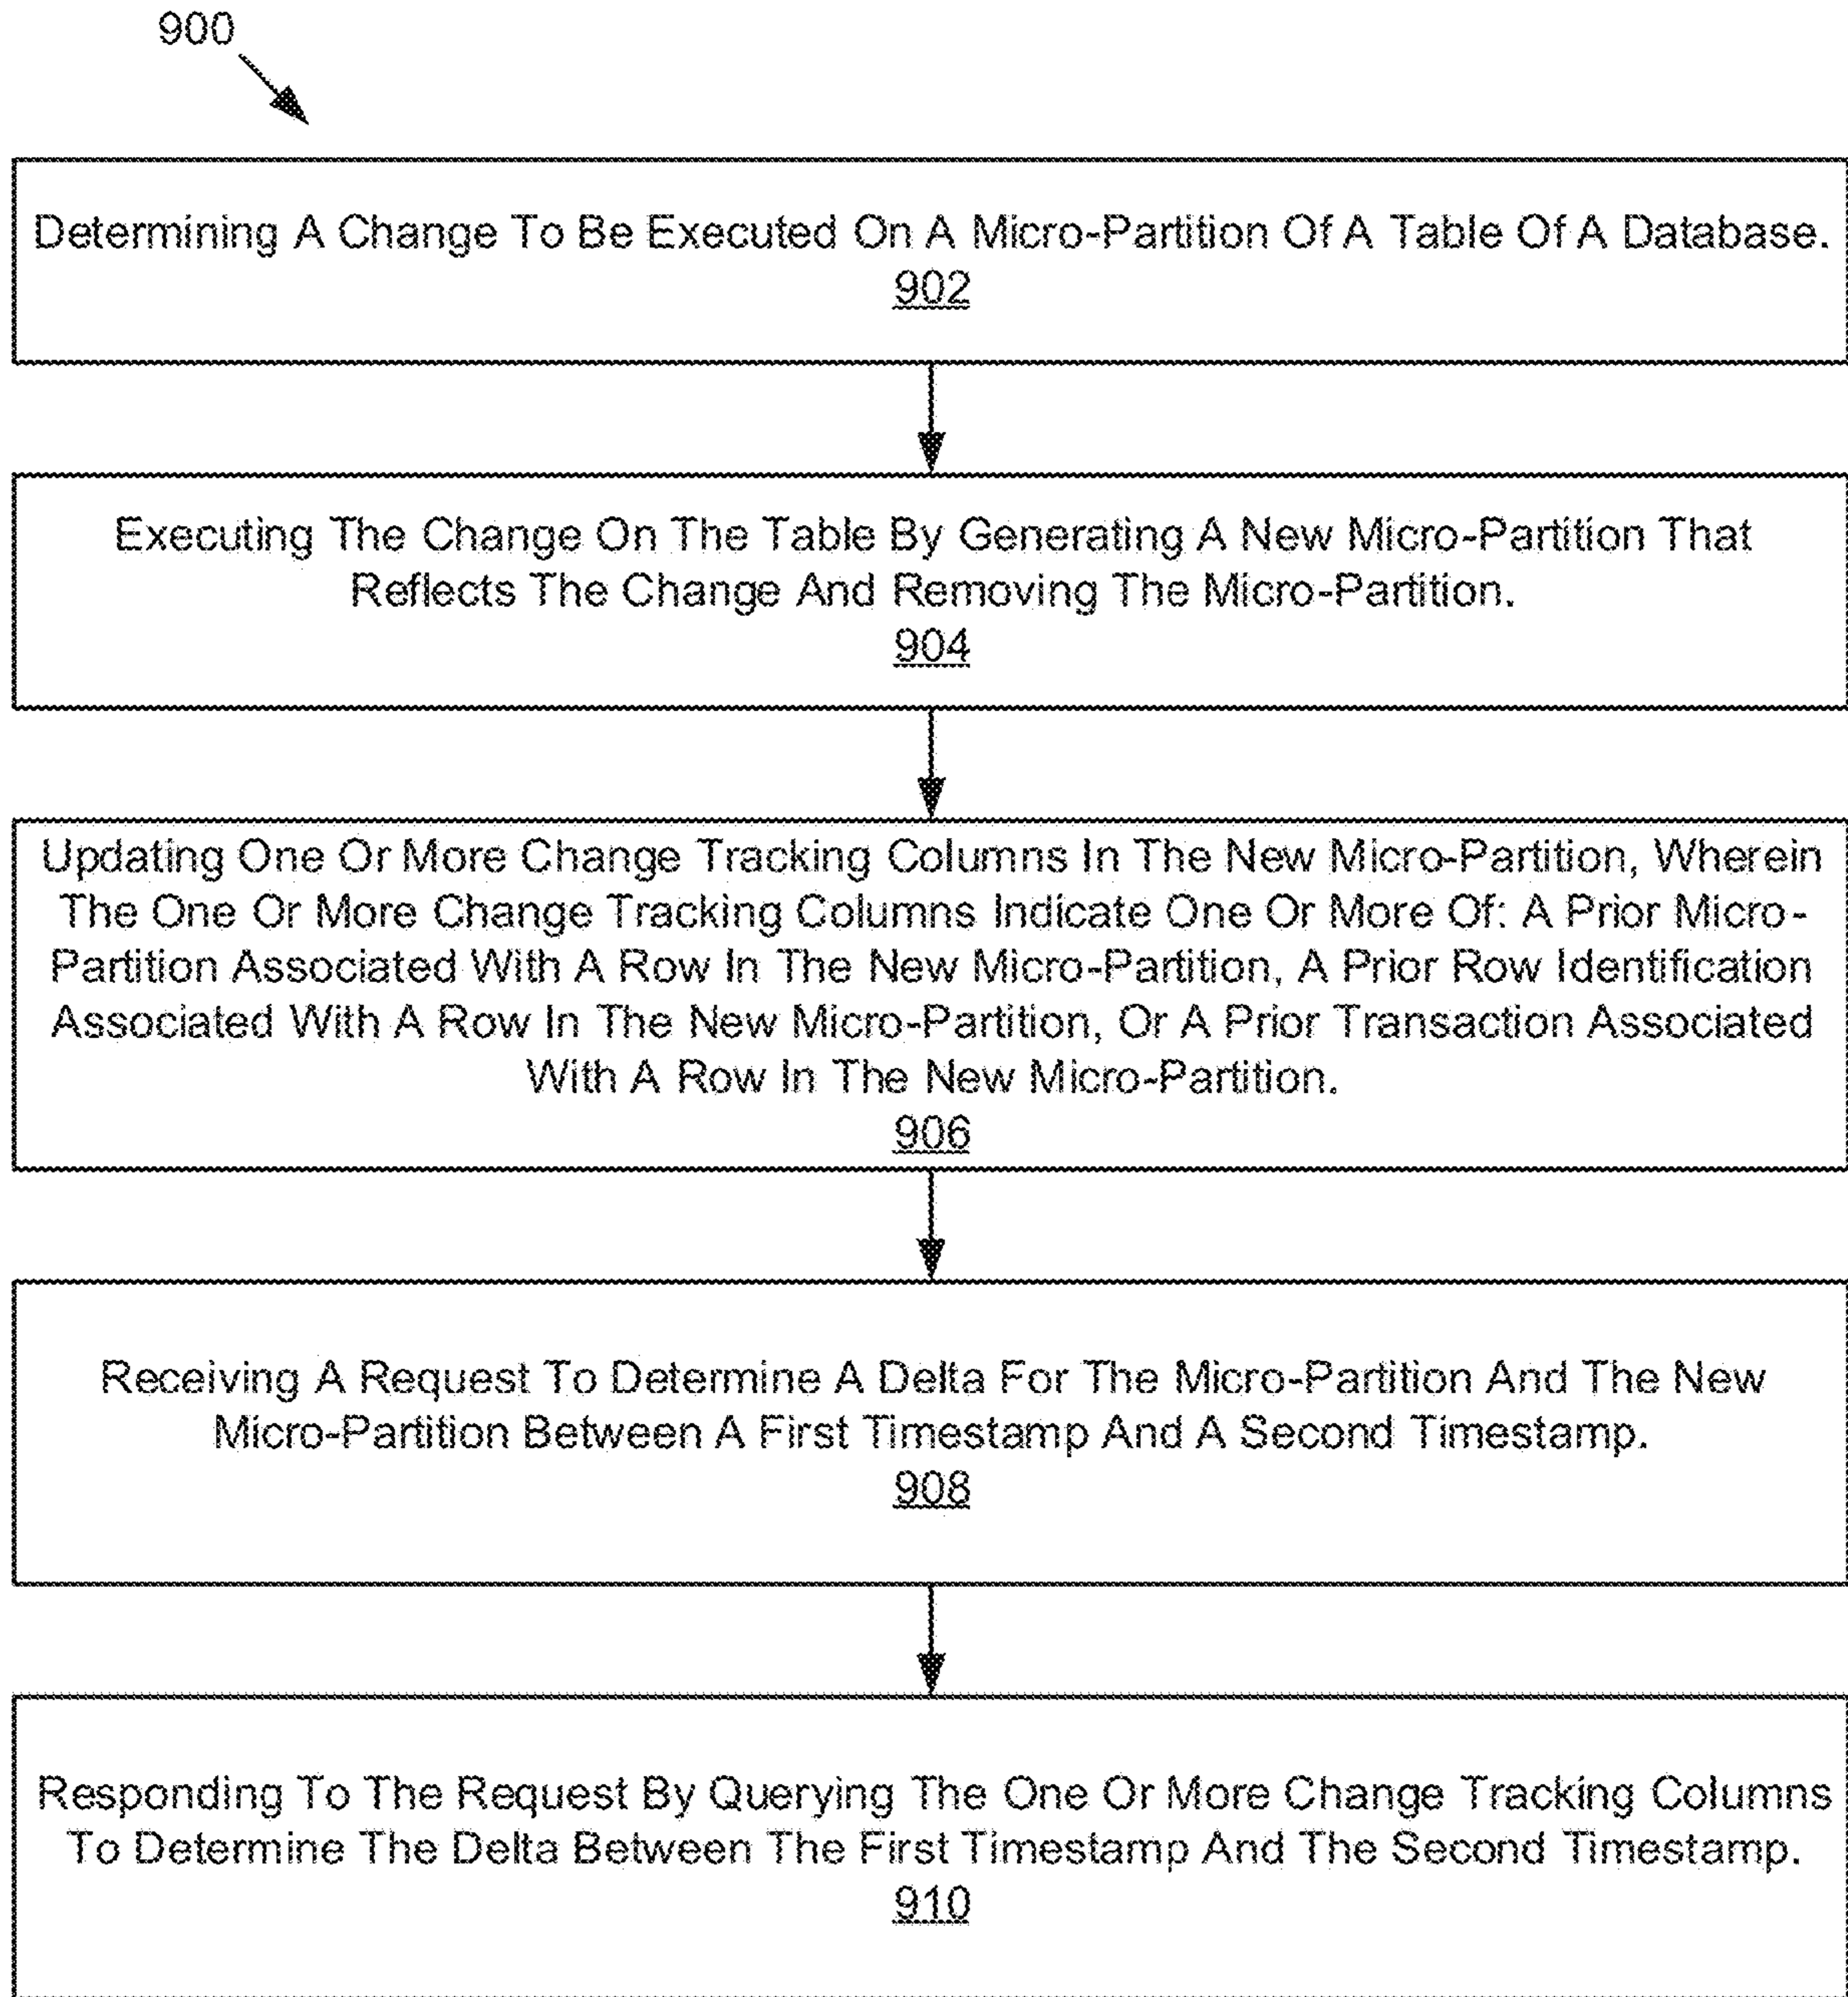 900
Determining A Change To Be Executed On A Micro-Partition Of A Table Of A Database.
902
Executing The Change On The Table By Generating A New Micro-Partition That
Reflects The Change And Removing The Micro-Partition.
904
Updating One Or More Change Tracking Columns In The New Micro-Partition, Wherein
The One Or More Change Tracking Columns Indicate One Or More Of: A Prior Micro-
Partition Associated With A Row In The New Micro-Partition, A Prior Row Identification
Associated With A Row In The New Micro-Partition, Or A Prior Transaction Associated
With A Row In The New Micro-Partition.
906
Receiving A Request To Determine A Delta For The Micro-Partition And The New
Micro-Partition Between A First Timestamp And A Second Timestamp.
908
Responding To The Request By Querying The One Or More Change Tracking Columns
To Determine The Delta Between The First Timestamp And The Second Timestamp.
910